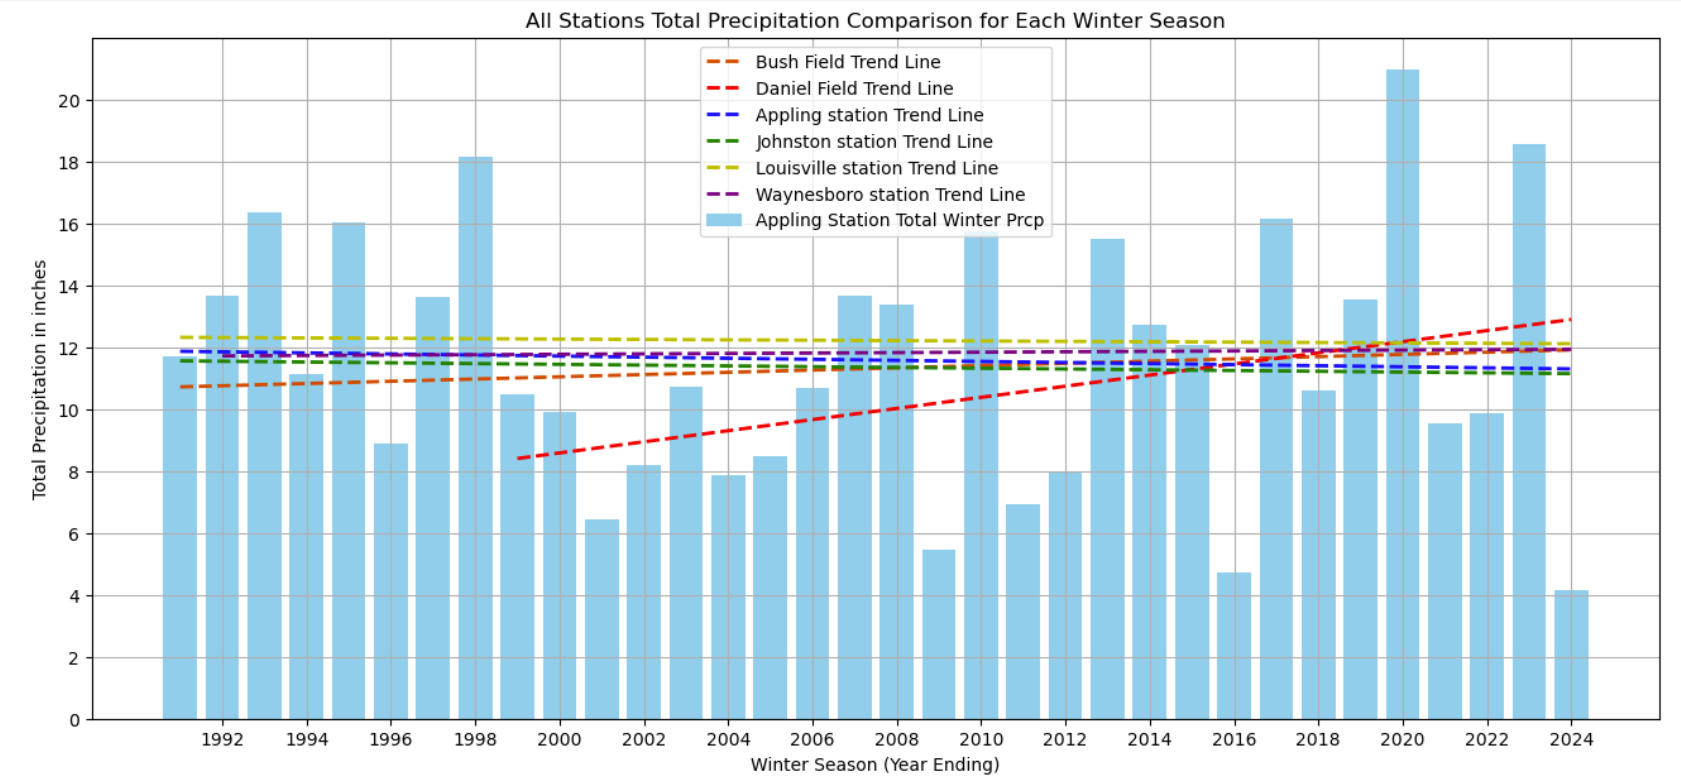 All Stations Total Precipitation Comparison for Each Winter Season
Bush Field Trend Line
Daniel Field Trend Line
Appling station Trend Line
Johnston station Trend Line
Louisville station Trend Line
Waynesboro station Trend Line
Appling Station Total Winter Prcp
Total Precipitation in inches
20
18
16
14
12
10
8
6
4
2
0
1992 1994 1996 1998 2000 2002 2004 2006 2008 2010 2012 2014 2016 2018 2020 2022 2024
Winter Season (Year Ending)